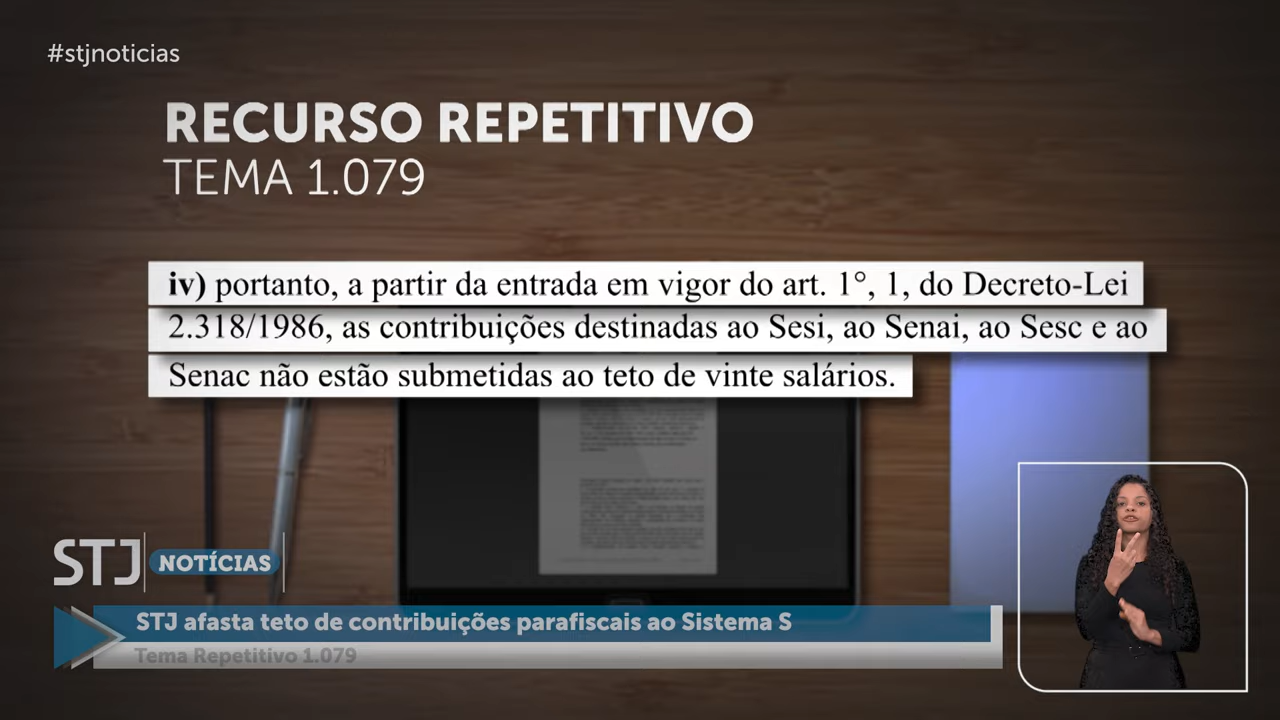 #stjnoticias
RECURSO REPETITIVO
TEMA 1.079
iv) portanto, a partir da entrada em vigor do art. 1°, 1, do Decreto-Lei
2.318/1986, as contribuições destinadas ao Sesi, ao Senai, ao Sesc e ao
Senac não estão submetidas ao teto de vinte salários.
STJ NOTÍCIAS
STJ afasta teto de contribuições parafiscais ao Sistema S
Tema Repetitivo 1.079